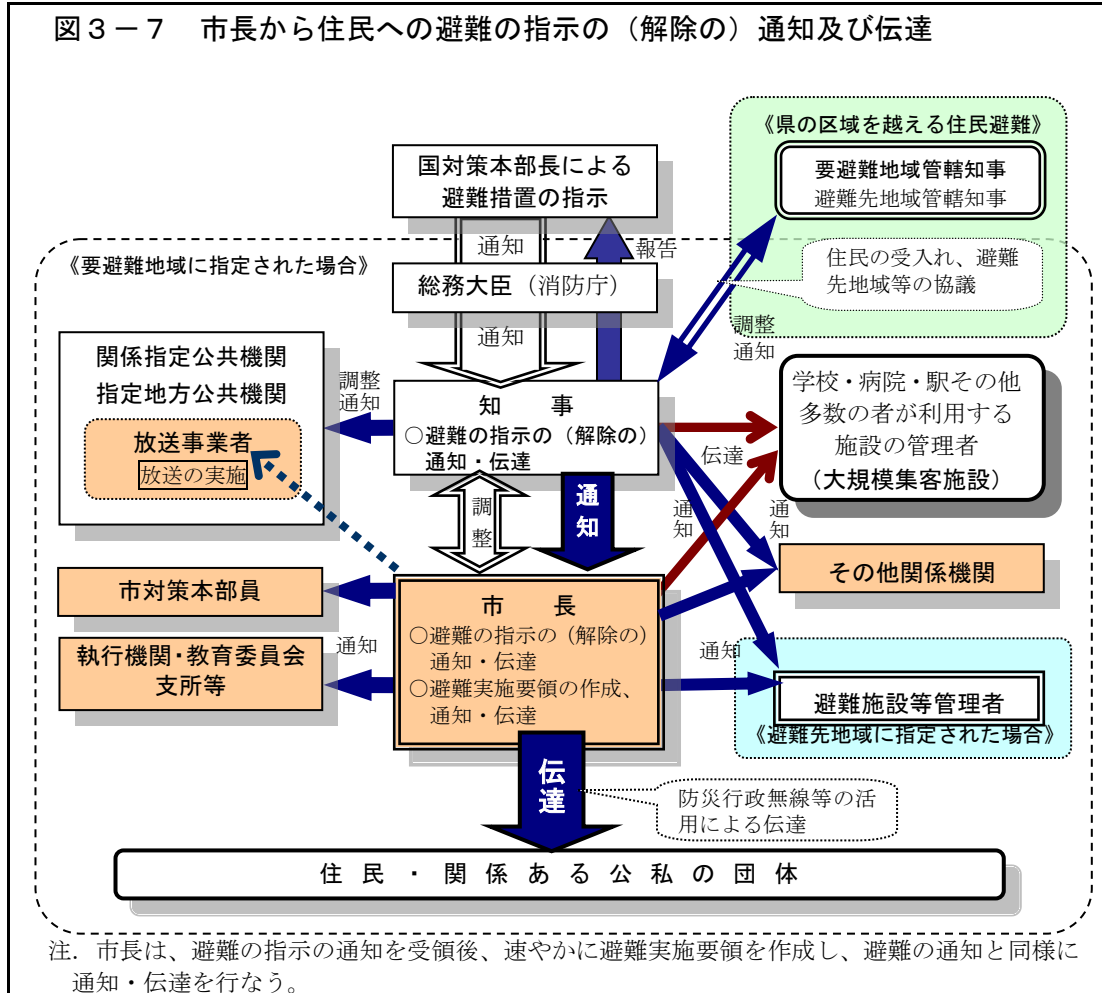 図3－7　市長から住民への避難の指示の（解除の）通知及び伝達
《県の区域を越える住民避難》
要避難地域管轄知事
避難先地域管轄知事
国対策本部長による
避難措置の指示
通知
報告
住民の受入れ、避難
先地域等の協議
《要避難地域に指定された場合》
総務大臣（消防庁）
通知
調整
通知
関係指定公共機関
指定地方公共機関
放送事業者
放送の実施
調整
通知
知　事
○避難の指示の（解除の）
通知・伝達
学校・病院・駅その他
多数の者が利用する
施設の管理者
（大規模集客施設）
伝達
調整
通知
通知
通知
その他関係機関
市対策本部員
執行機関・教育委員会
支所等
通知
市　長
○避難の指示の（解除の）
通知・伝達
○避難実施要領の作成、
通知・伝達
通知
避難施設等管理者
《避難先地域に指定された場合》
伝達
防災行政無線等の活
用による伝達
住民・関係ある公私の団体
注．市長は、避難の指示の通知を受領後、速やかに避難実施要領を作成し、避難の通知と同様に
通知・伝達を行なう。